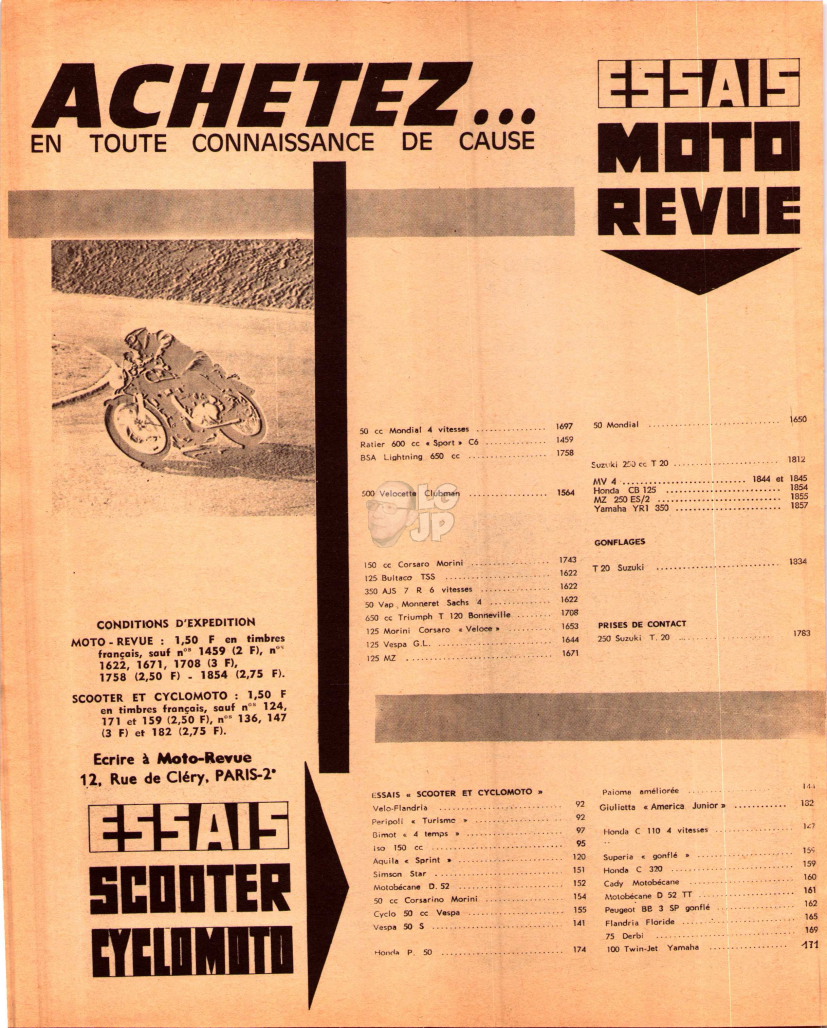 ACHETEZ...
EN TOUTE CONNAISSANCE DE CAUSE
ESSAIS
MOTO
REVUE
50 cc Mondial 4 vitesses .................. 1697
Ratier 600 cc « Sport » C6 ................ 1459
BSA Lightning 650 cc .................... 1758
500 Velocette Clubman .................... 1564
150 cc Corsaro Morini .................... 1743
125 Bultaco TSS ........................ 1622
350 AJS 7 R 6 vitesses .................. 1622
50 Vap Monneret Sachs 4 ................ 1622
650 cc Triumph T 120 Bonneville .......... 1708
125 Morini Corsaro « Veloce » ............ 1653
125 Vespa G.L. .......................... 1644
125 MZ ................................ 1671
50 Mondial ............................ 1650
Suzuki 250 cc T 20 ...................... 1812
MV 4 ............................ 1844 et 1845
Honda CB 125 .......................... 1854
MZ 250 ES/2 .......................... 1855
Yamaha YR1 350 ........................ 1857
GONFLAGES
T 20 Suzuki ............................ 1834
PRISES DE CONTACT
250 Suzuki T. 20 ........................ 1783
LG
JP
CONDITIONS D'EXPEDITION
MOTO - REVUE : 1,50 F en timbres
français, sauf nos 1459 (2 F), nos
1622, 1671, 1708 (3 F),
1758 (2,50 F) - 1854 (2,75 F).
SCOOTER ET CYCLOMOTO : 1,50 F
en timbres français, sauf nos 124,
171 et 159 (2,50 F), nos 136, 147
(3 F) et 182 (2,75 F).
Ecrire à Moto-Revue
12, Rue de Cléry, PARIS-2e
ESSAIS
SCOOTER
CYCLOMOTO
ESSAIS « SCOOTER ET CYCLOMOTO »
Velo-Flandria .......................... 92
Peripoli « Turisme » .................... 92
Bimot « 4 temps » ...................... 97
Iso 150 cc ............................ 95
Aquila « Sprint » ...................... 120
Simson Star .......................... 151
Motobécane D. 52 ...................... 152
50 cc Corsarino Morini .................. 154
Cyclo 50 cc Vespa ...................... 155
Vespa 50 S ............................ 141
Honda P. 50 .......................... 174
Paloma améliorée ......................
Giulietta « America Junior » ............ 182
Honda C 110 4 vitesses .................. 147
Superia « gonflé » ...................... 159
Honda C 320 .......................... 159
Cady Motobécane ...................... 160
Motobécane D 52 TT .................... 161
Peugeot BB 3 SP gonflé .................. 162
Flandria Floride ........................ 165
75 Derbi .............................. 169
100 Twin-Jet Yamaha .................... 171